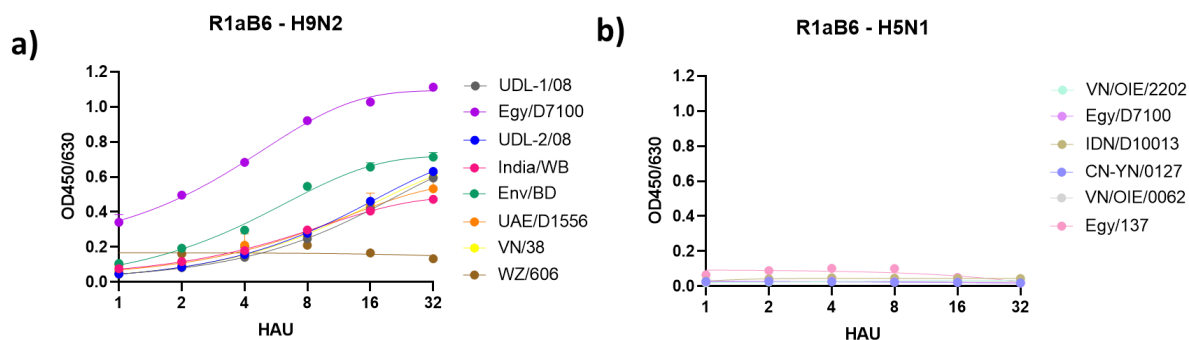 a)
R1aB6 - H9N2
OD450/630
1.2
1.0
0.8
0.6
0.4
0.2
0.0
1 2 4 8 16 32
HAU
UDL-1/08
Egy/D7100
UDL-2/08
India/WB
Env/BD
UAE/D1556
VN/38
WZ/606
b)
R1aB6 - H5N1
OD450/630
1.2
1.0
0.8
0.6
0.4
0.2
0.0
1 2 4 8 16 32
HAU
VN/OIE/2202
Egy/D7100
IDN/D10013
CN-YN/0127
VN/OIE/0062
Egy/137